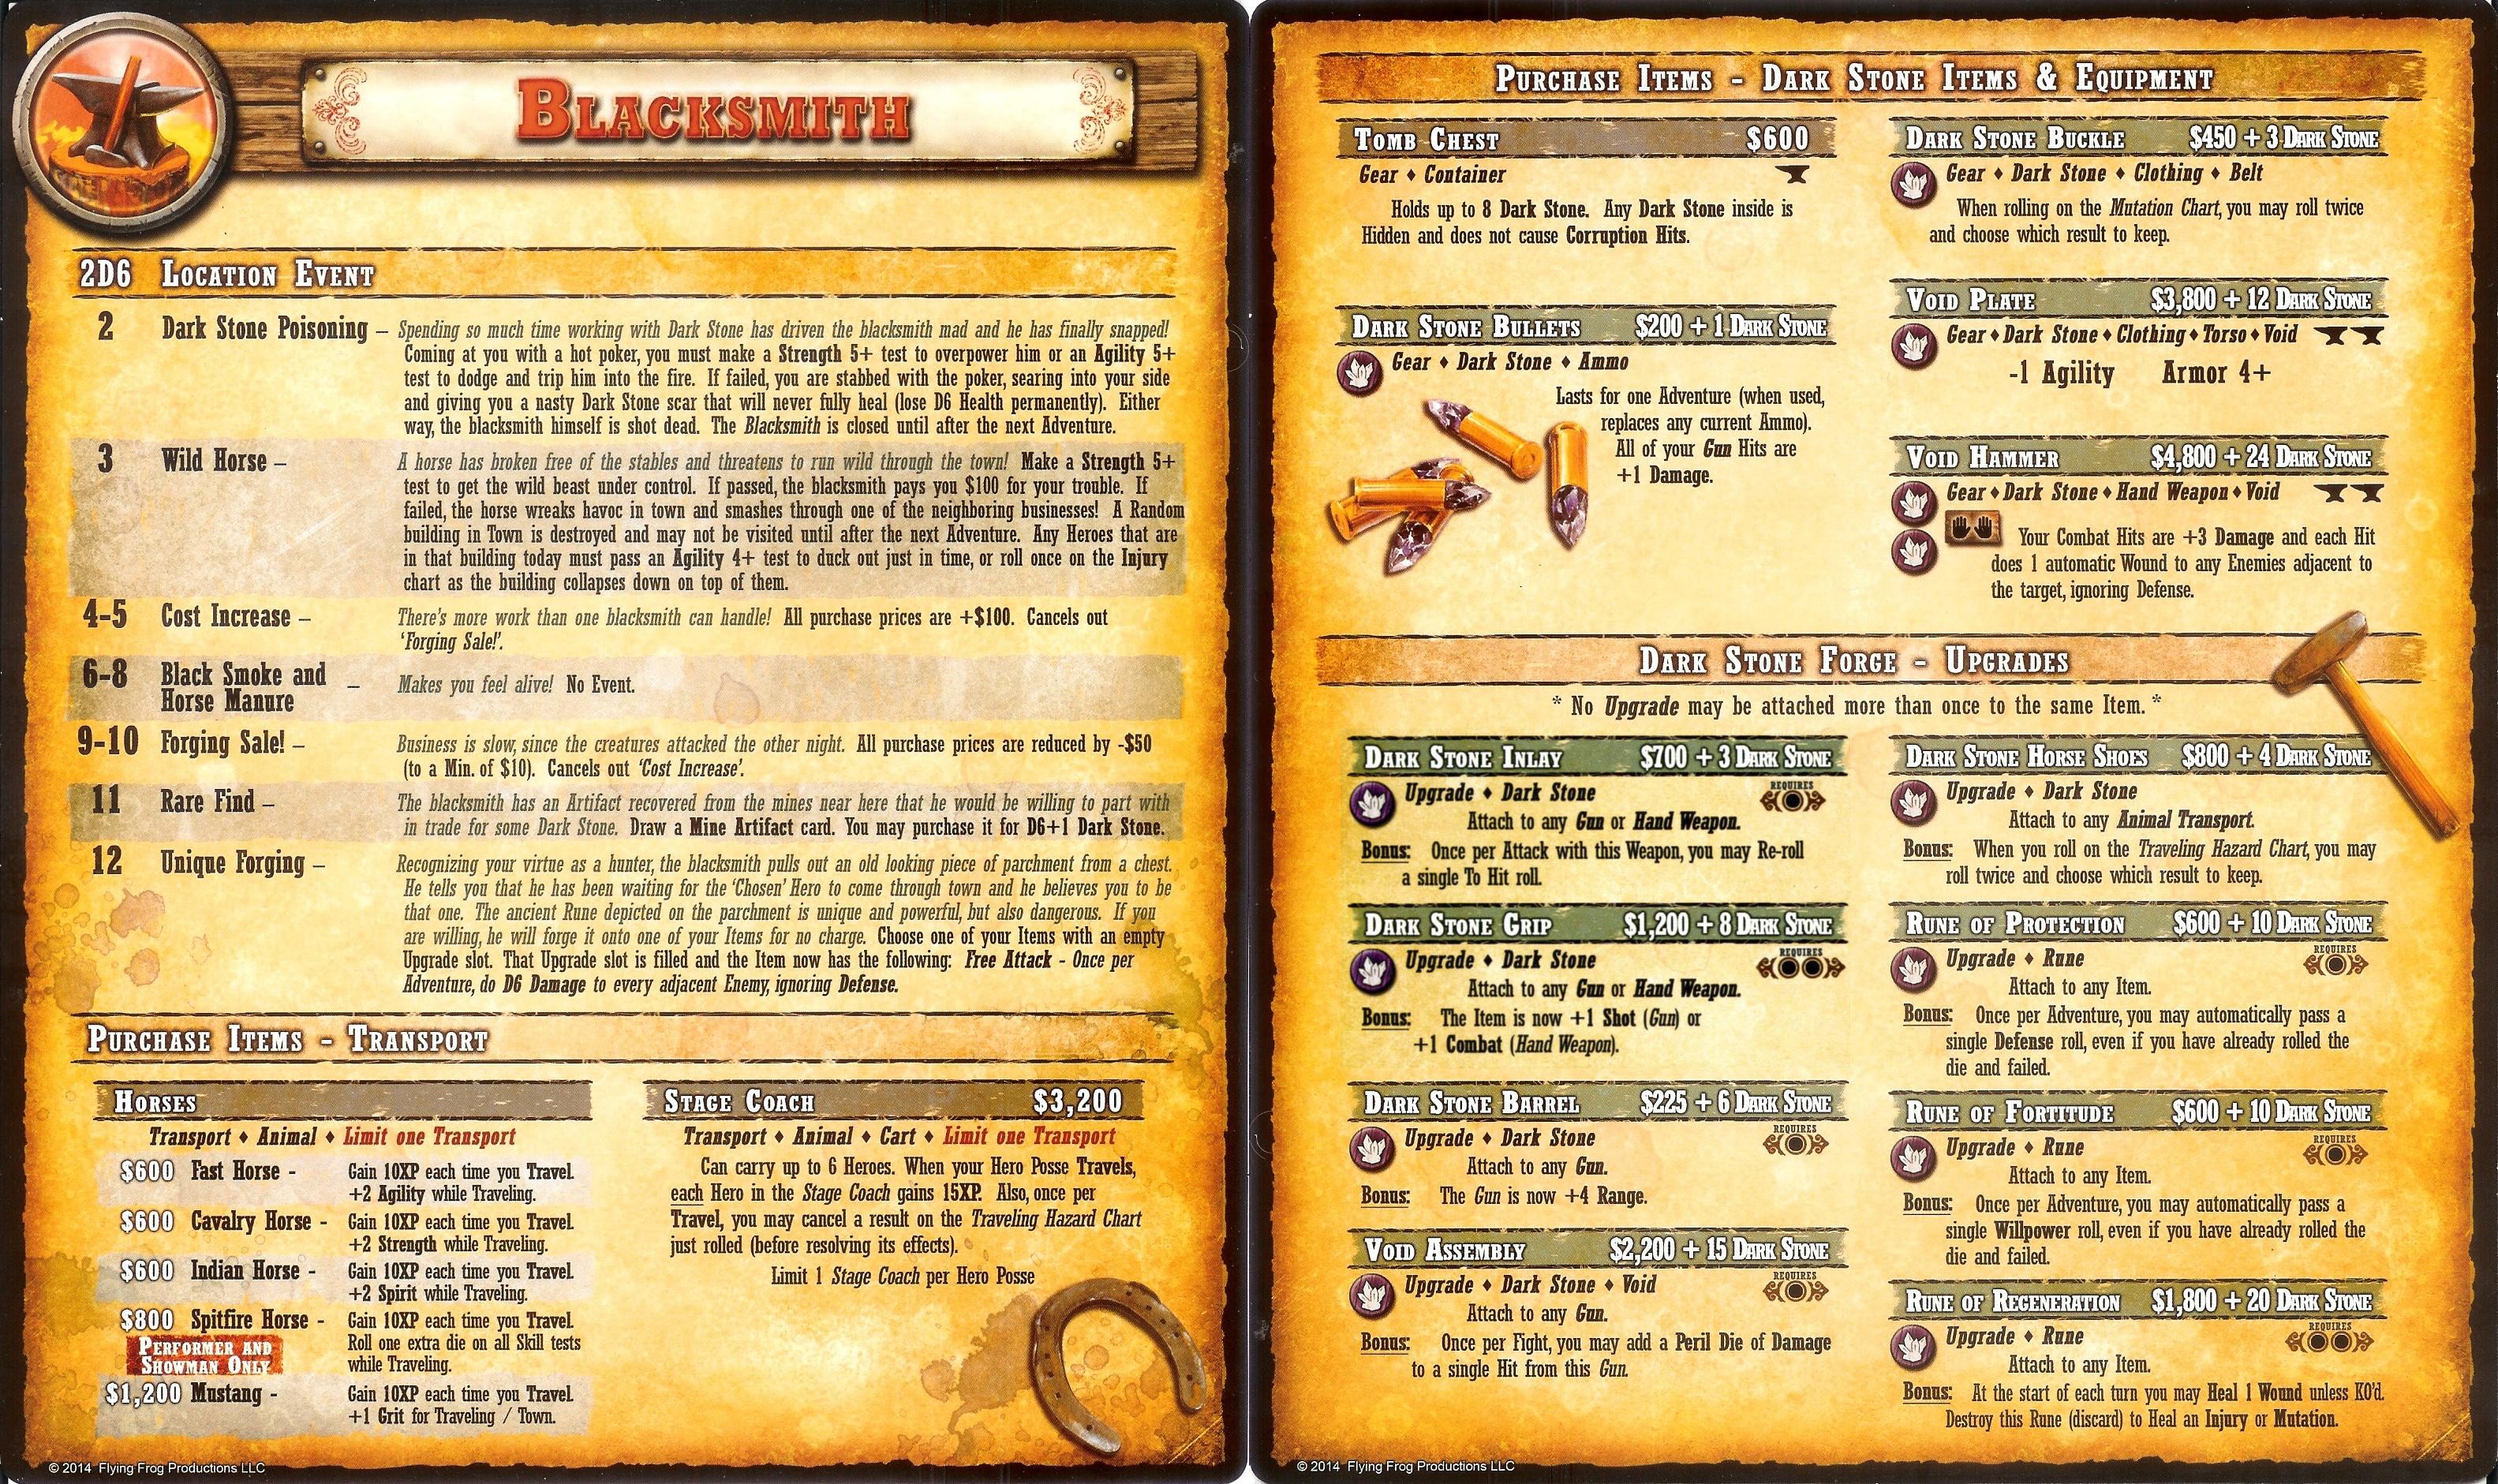 Blacksmith
2D6 Location Event
2 Dark Stone Poisoning – Spending so much time working with Dark Stone has driven the blacksmith mad and he has finally snapped!
Coming at you with a hot poker, you must make a Strength 5+ test to overpower him or an Agility 5+
test to dodge and trip him into the fire. If failed, you are stabbed with the poker, searing into your side
and giving you a nasty Dark Stone scar that will never fully heal (lose D6 Health permanently). Either
way, the blacksmith himself is shot dead. The Blacksmith is closed until after the next Adventure.
3 Wild Horse – A horse has broken free of the stables and threatens to run wild through the town! Make a Strength 5+
test to get the wild beast under control. If passed, the blacksmith pays you $100 for your trouble. If
failed, the horse wreaks havoc in town and smashes through one of the neighboring businesses! A Random
building in Town is destroyed and may not be visited until after the next Adventure. Any Heroes that are
in that building today must pass an Agility 4+ test to duck out just in time, or roll once on the Injury
chart as the building collapses down on top of them.
4-5 Cost Increase – There's more work than one blacksmith can handle! All purchase prices are +$100. Cancels out
'Forging Sale!'.
6-8 Black Smoke and
Horse Manure – Makes you feel alive! No Event.
9-10 Forging Sale! – Business is slow, since the creatures attacked the other night. All purchase prices are reduced by -$50
(to a Min. of $10). Cancels out 'Cost Increase'.
11 Rare Find – The blacksmith has an Artifact recovered from the mines near here that he would be willing to part with
in trade for some Dark Stone. Draw a Mine Artifact card. You may purchase it for D6+1 Dark Stone.
12 Unique Forging – Recognizing your virtue as a hunter, the blacksmith pulls out an old looking piece of parchment from a chest.
He tells you that he has been waiting for the 'Chosen' Hero to come through town and he believes you to be
that one. The ancient Rune depicted on the parchment is unique and powerful, but also dangerous. If you
are willing, he will forge it onto one of your Items for no charge. Choose one of your Items with an empty
Upgrade slot. That Upgrade slot is filled and the Item now has the following: Free Attack - Once per
Adventure, do D6 Damage to every adjacent Enemy, ignoring Defense.
Purchase Items - Transport
Horses
Transport ♦ Animal ♦ Limit one Transport
$600 Fast Horse - Gain 10XP each time you Travel.
+2 Agility while Traveling.
$600 Cavalry Horse - Gain 10XP each time you Travel.
+2 Strength while Traveling.
$600 Indian Horse - Gain 10XP each time you Travel.
+2 Spirit while Traveling.
$800 Spitfire Horse - Gain 10XP each time you Travel.
Performer and
Showman Only
Roll one extra die on all Skill tests
while Traveling.
$1,200 Mustang - Gain 10XP each time you Travel.
+1 Grit for Traveling / Town.
Stage Coach $3,200
Transport ♦ Animal ♦ Cart ♦ Limit one Transport
Can carry up to 6 Heroes. When your Hero Posse Travels,
each Hero in the Stage Coach gains 15XP. Also, once per
Travel, you may cancel a result on the Traveling Hazard Chart
just rolled (before resolving its effects).
Limit 1 Stage Coach per Hero Posse
© 2014 Flying Frog Productions LLC
Purchase Items - Dark Stone Items & Equipment
Tomb Chest $600
Gear ♦ Container
Holds up to 8 Dark Stone. Any Dark Stone inside is
Hidden and does not cause Corruption Hits.
Dark Stone Bullets $200 + 1 Dark Stone
Gear ♦ Dark Stone ♦ Ammo
Lasts for one Adventure (when used,
replaces any current Ammo).
All of your Gun Hits are
+1 Damage.
Dark Stone Buckle $450 + 3 Dark Stone
Gear ♦ Dark Stone ♦ Clothing ♦ Belt
When rolling on the Mutation Chart, you may roll twice
and choose which result to keep.
Void Plate $3,800 + 12 Dark Stone
Gear ♦ Dark Stone ♦ Clothing ♦ Torso ♦ Void
-1 Agility Armor 4+
Void Hammer $4,800 + 24 Dark Stone
Gear ♦ Dark Stone ♦ Hand Weapon ♦ Void
Your Combat Hits are +3 Damage and each Hit
does 1 automatic Wound to any Enemies adjacent to
the target, ignoring Defense.
Dark Stone Forge - Upgrades
* No Upgrade may be attached more than once to the same Item. *
Dark Stone Inlay $700 + 3 Dark Stone
Upgrade ♦ Dark Stone
Requires
Attach to any Gun or Hand Weapon.
Bonus: Once per Attack with this Weapon, you may Re-roll
a single To Hit roll.
Dark Stone Grip $1,200 + 8 Dark Stone
Upgrade ♦ Dark Stone
Requires
Attach to any Gun or Hand Weapon.
Bonus: The Item is now +1 Shot (Gun) or
+1 Combat (Hand Weapon).
Dark Stone Barrel $225 + 6 Dark Stone
Upgrade ♦ Dark Stone
Requires
Attach to any Gun.
Bonus: The Gun is now +4 Range.
Void Assembly $2,200 + 15 Dark Stone
Upgrade ♦ Dark Stone ♦ Void
Requires
Attach to any Gun.
Bonus: Once per Fight, you may add a Peril Die of Damage
to a single Hit from this Gun.
Dark Stone Horse Shoes $800 + 4 Dark Stone
Upgrade ♦ Dark Stone
Attach to any Animal Transport.
Bonus: When you roll on the Traveling Hazard Chart, you may
roll twice and choose which result to keep.
Rune of Protection $600 + 10 Dark Stone
Upgrade ♦ Rune
Requires
Attach to any Item.
Bonus: Once per Adventure, you may automatically pass a
single Defense roll, even if you have already rolled the
die and failed.
Rune of Fortitude $600 + 10 Dark Stone
Upgrade ♦ Rune
Requires
Attach to any Item.
Bonus: Once per Adventure, you may automatically pass a
single Willpower roll, even if you have already rolled the
die and failed.
Rune of Regeneration $1,800 + 20 Dark Stone
Upgrade ♦ Rune
Requires
Attach to any Item.
Bonus: At the start of each turn you may Heal 1 Wound unless KO'd.
Destroy this Rune (discard) to Heal an Injury or Mutation.
© 2014 Flying Frog Productions LLC